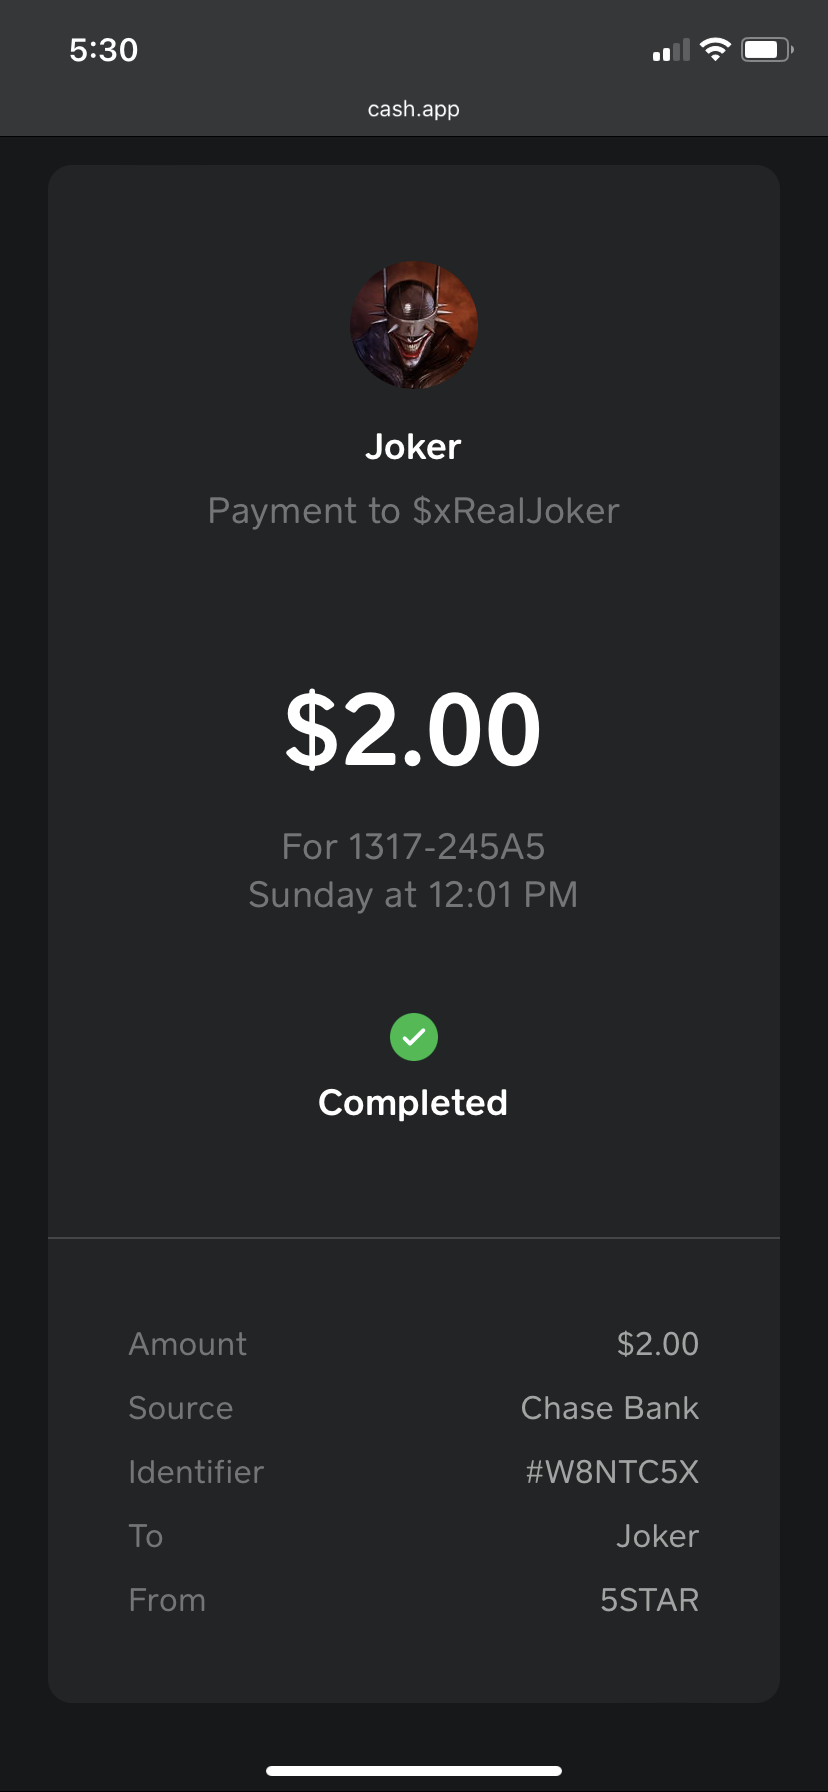 5:30
cash.app
Joker
Payment to $xRealJoker
$2.00
For 1317-245A5
Sunday at 12:01 PM
Completed
Amount $2.00
Source Chase Bank
Identifier #W8NTC5X
To Joker
From 5STAR